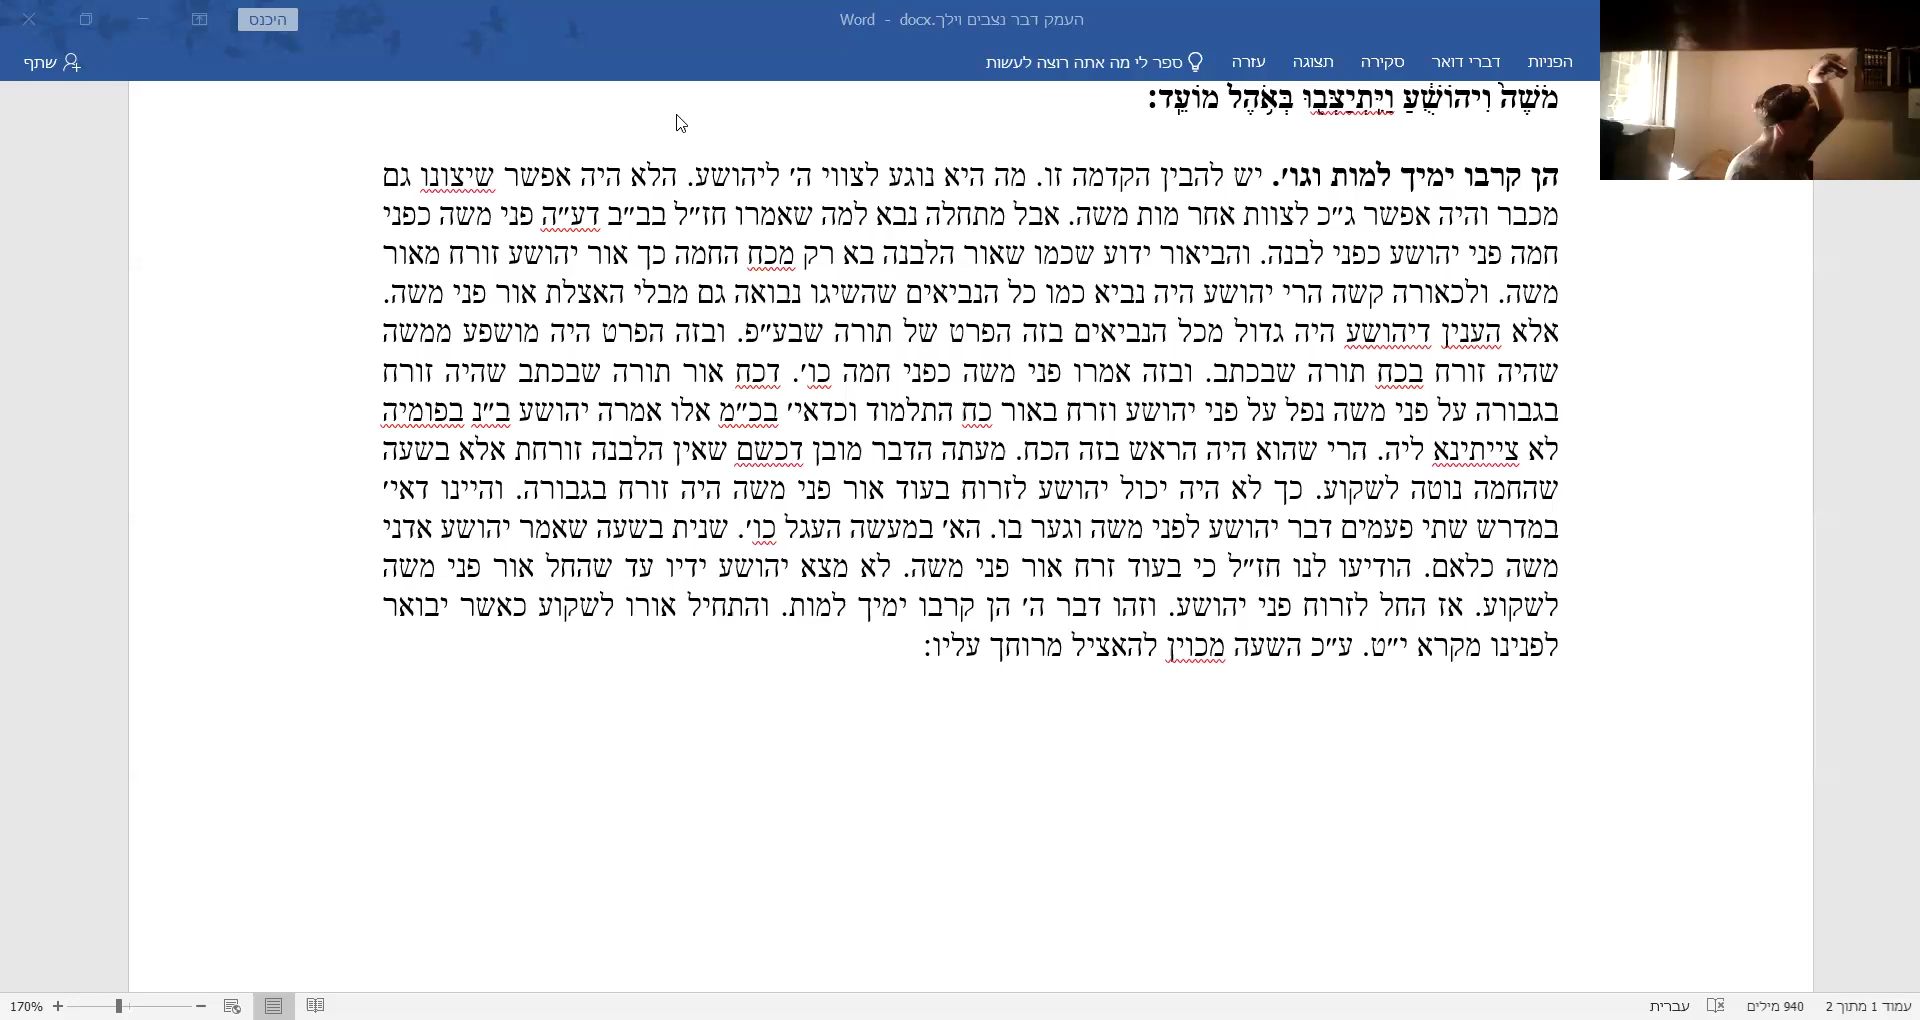 העמק דבר נצבים וילך.docx - Word
היכנס
הפניות דברי דואר סקירה תצוגה עזרה ספר לי מה אתה רוצה לעשות
שתף
מֹשֶׁה֙ וִיהוֹשֻׁ֔עַ וַיִּֽתְיַצְּב֖וּ בְּאֹ֥הֶל מוֹעֵֽד:
הן קרבו ימיך למות וגו'. יש להבין הקדמה זו. מה היא נוגע לצווי ה' ליהושע. הלא היה אפשר שיצונו גם
מכבר והיה אפשר ג"כ לצוות אחר מות משה. אבל מתחלה נבא למה שאמרו חז"ל בב"ב דע"ה פני משה כפני
חמה פני יהושע כפני לבנה. והביאור ידוע שכמו שאור הלבנה בא רק מכח החמה כך אור יהושע זורח מאור
משה. ולכאורה קשה הרי יהושע היה נביא כמו כל הנביאים שהשיגו נבואה גם מבלי האצלת אור פני משה.
אלא הענין דיהושע היה גדול מכל הנביאים בזה הפרט של תורה שבע"פ. ובזה הפרט היה מושפע ממשה
שהיה זורח בכח תורה שבכתב. ובזה אמרו פני משה כפני חמה כו'. דכח אור תורה שבכתב שהיה זורח
בגבורה על פני משה נפל על פני יהושע וזרח באור כח התלמוד וכדאי' בכ"מ אלו אמרה יהושע ב"נ בפומיה
לא צייתינא ליה. הרי שהוא היה הראש בזה הכח. מעתה הדבר מובן דכשם שאין הלבנה זורחת אלא בשעה
שהחמה נוטה לשקוע. כך לא היה יכול יהושע לזרוח בעוד אור פני משה היה זורח בגבורה. והיינו דאי'
במדרש שתי פעמים דבר יהושע לפני משה וגער בו. הא' במעשה העגל כו'. שנית בשעה שאמר יהושע אדני
משה כלאם. הודיעו לנו חז"ל כי בעוד זרח אור פני משה. לא מצא יהושע ידיו עד שהחל אור פני משה
לשקוע. אז החל לזרוח פני יהושע. וזהו דבר ה' הן קרבו ימיך למות. והתחיל אורו לשקוע כאשר יבואר
לפנינו מקרא י"ט. ע"כ השעה מכוין להאציל מרוחך עליו:
עמוד 1 מתוך 2 940 מילים עברית
170%